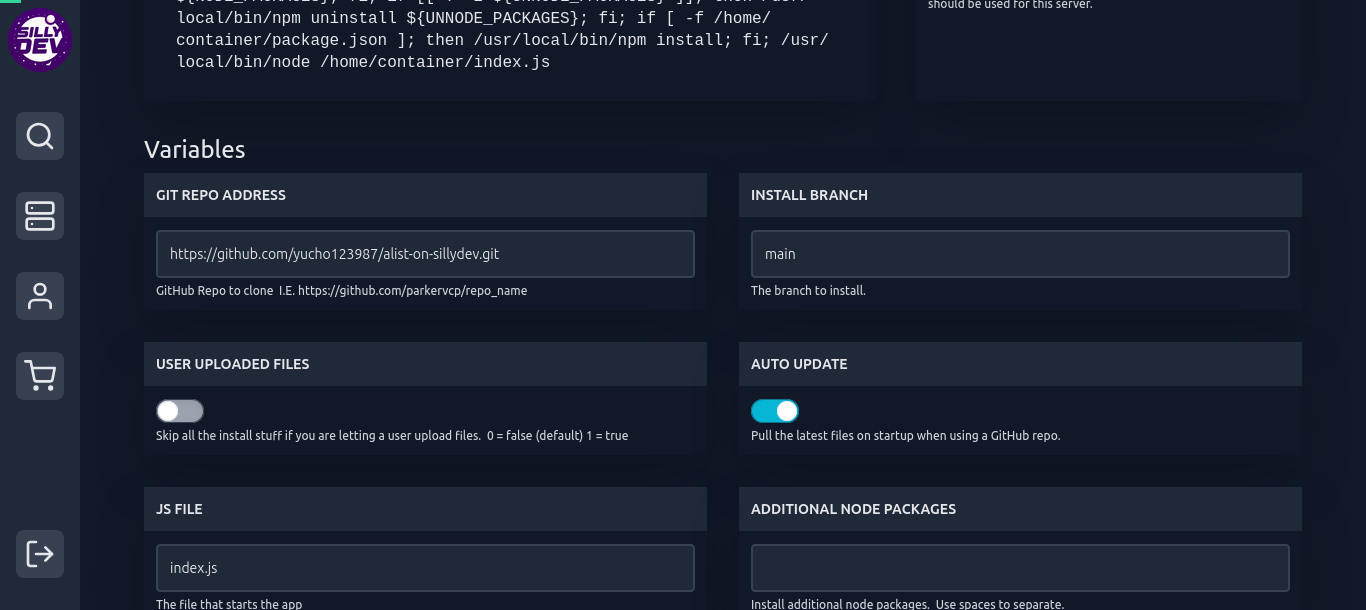 should be used for this server.
local/bin/npm uninstall ${UNNODE_PACKAGES}; fi; if [ -f /home/
container/package.json ]; then /usr/local/bin/npm install; fi; /usr/
local/bin/node /home/container/index.js
SILLY
DEV
Variables
GIT REPO ADDRESS
INSTALL BRANCH
https://github.com/yucho123987/alist-on-sillydev.git
main
GitHub Repo to clone  I.E. https://github.com/parkervcp/repo_name
The branch to install.
USER UPLOADED FILES
AUTO UPDATE
Skip all the install stuff if you are letting a user upload files.  0 = false (default) 1 = true
Pull the latest files on startup when using a GitHub repo.
JS FILE
ADDITIONAL NODE PACKAGES
index.js
The file that starts the app
Install additional node packages.  Use spaces to separate.